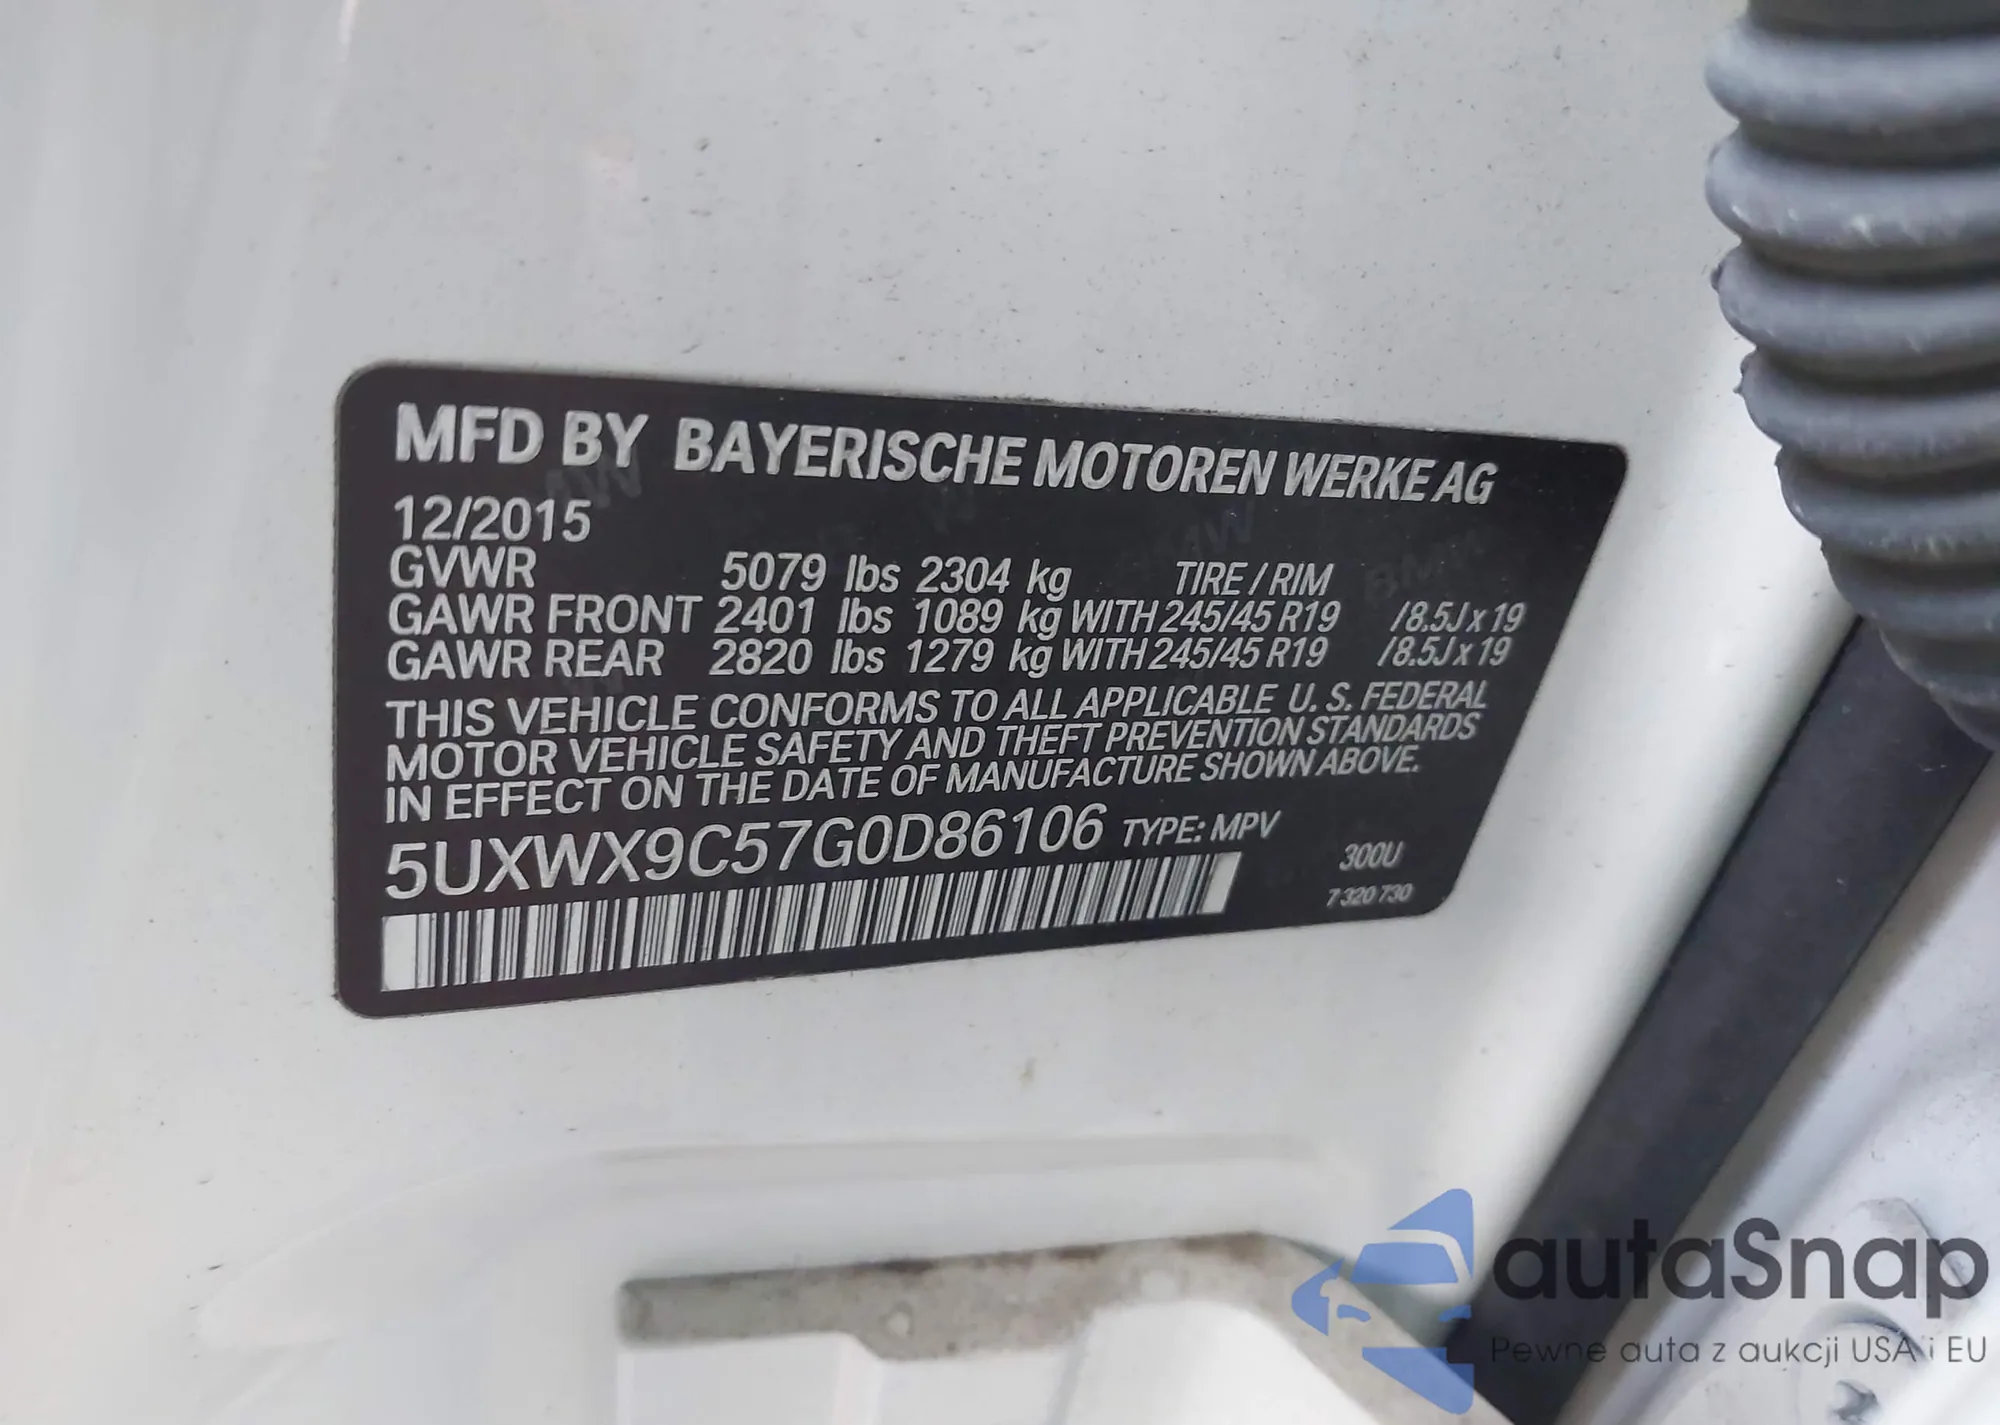 MFD BY BAYERISCHE MOTOREN WERKE AG
12/2015
GVWR 5079 lbs 2304 kg TIRE / RIM
GAWR FRONT 2401 lbs 1089 kg WITH 245/45 R19 /8.5J x 19
GAWR REAR 2820 lbs 1279 kg WITH 245/45 R19 /8.5J x 19
THIS VEHICLE CONFORMS TO ALL APPLICABLE U. S. FEDERAL
MOTOR VEHICLE SAFETY AND THEFT PREVENTION STANDARDS
IN EFFECT ON THE DATE OF MANUFACTURE SHOWN ABOVE.
5UXWX9C57G0D86106 TYPE: MPV
300U
7 320 730
autaSnap
Pewne auta z aukcji USA i EU